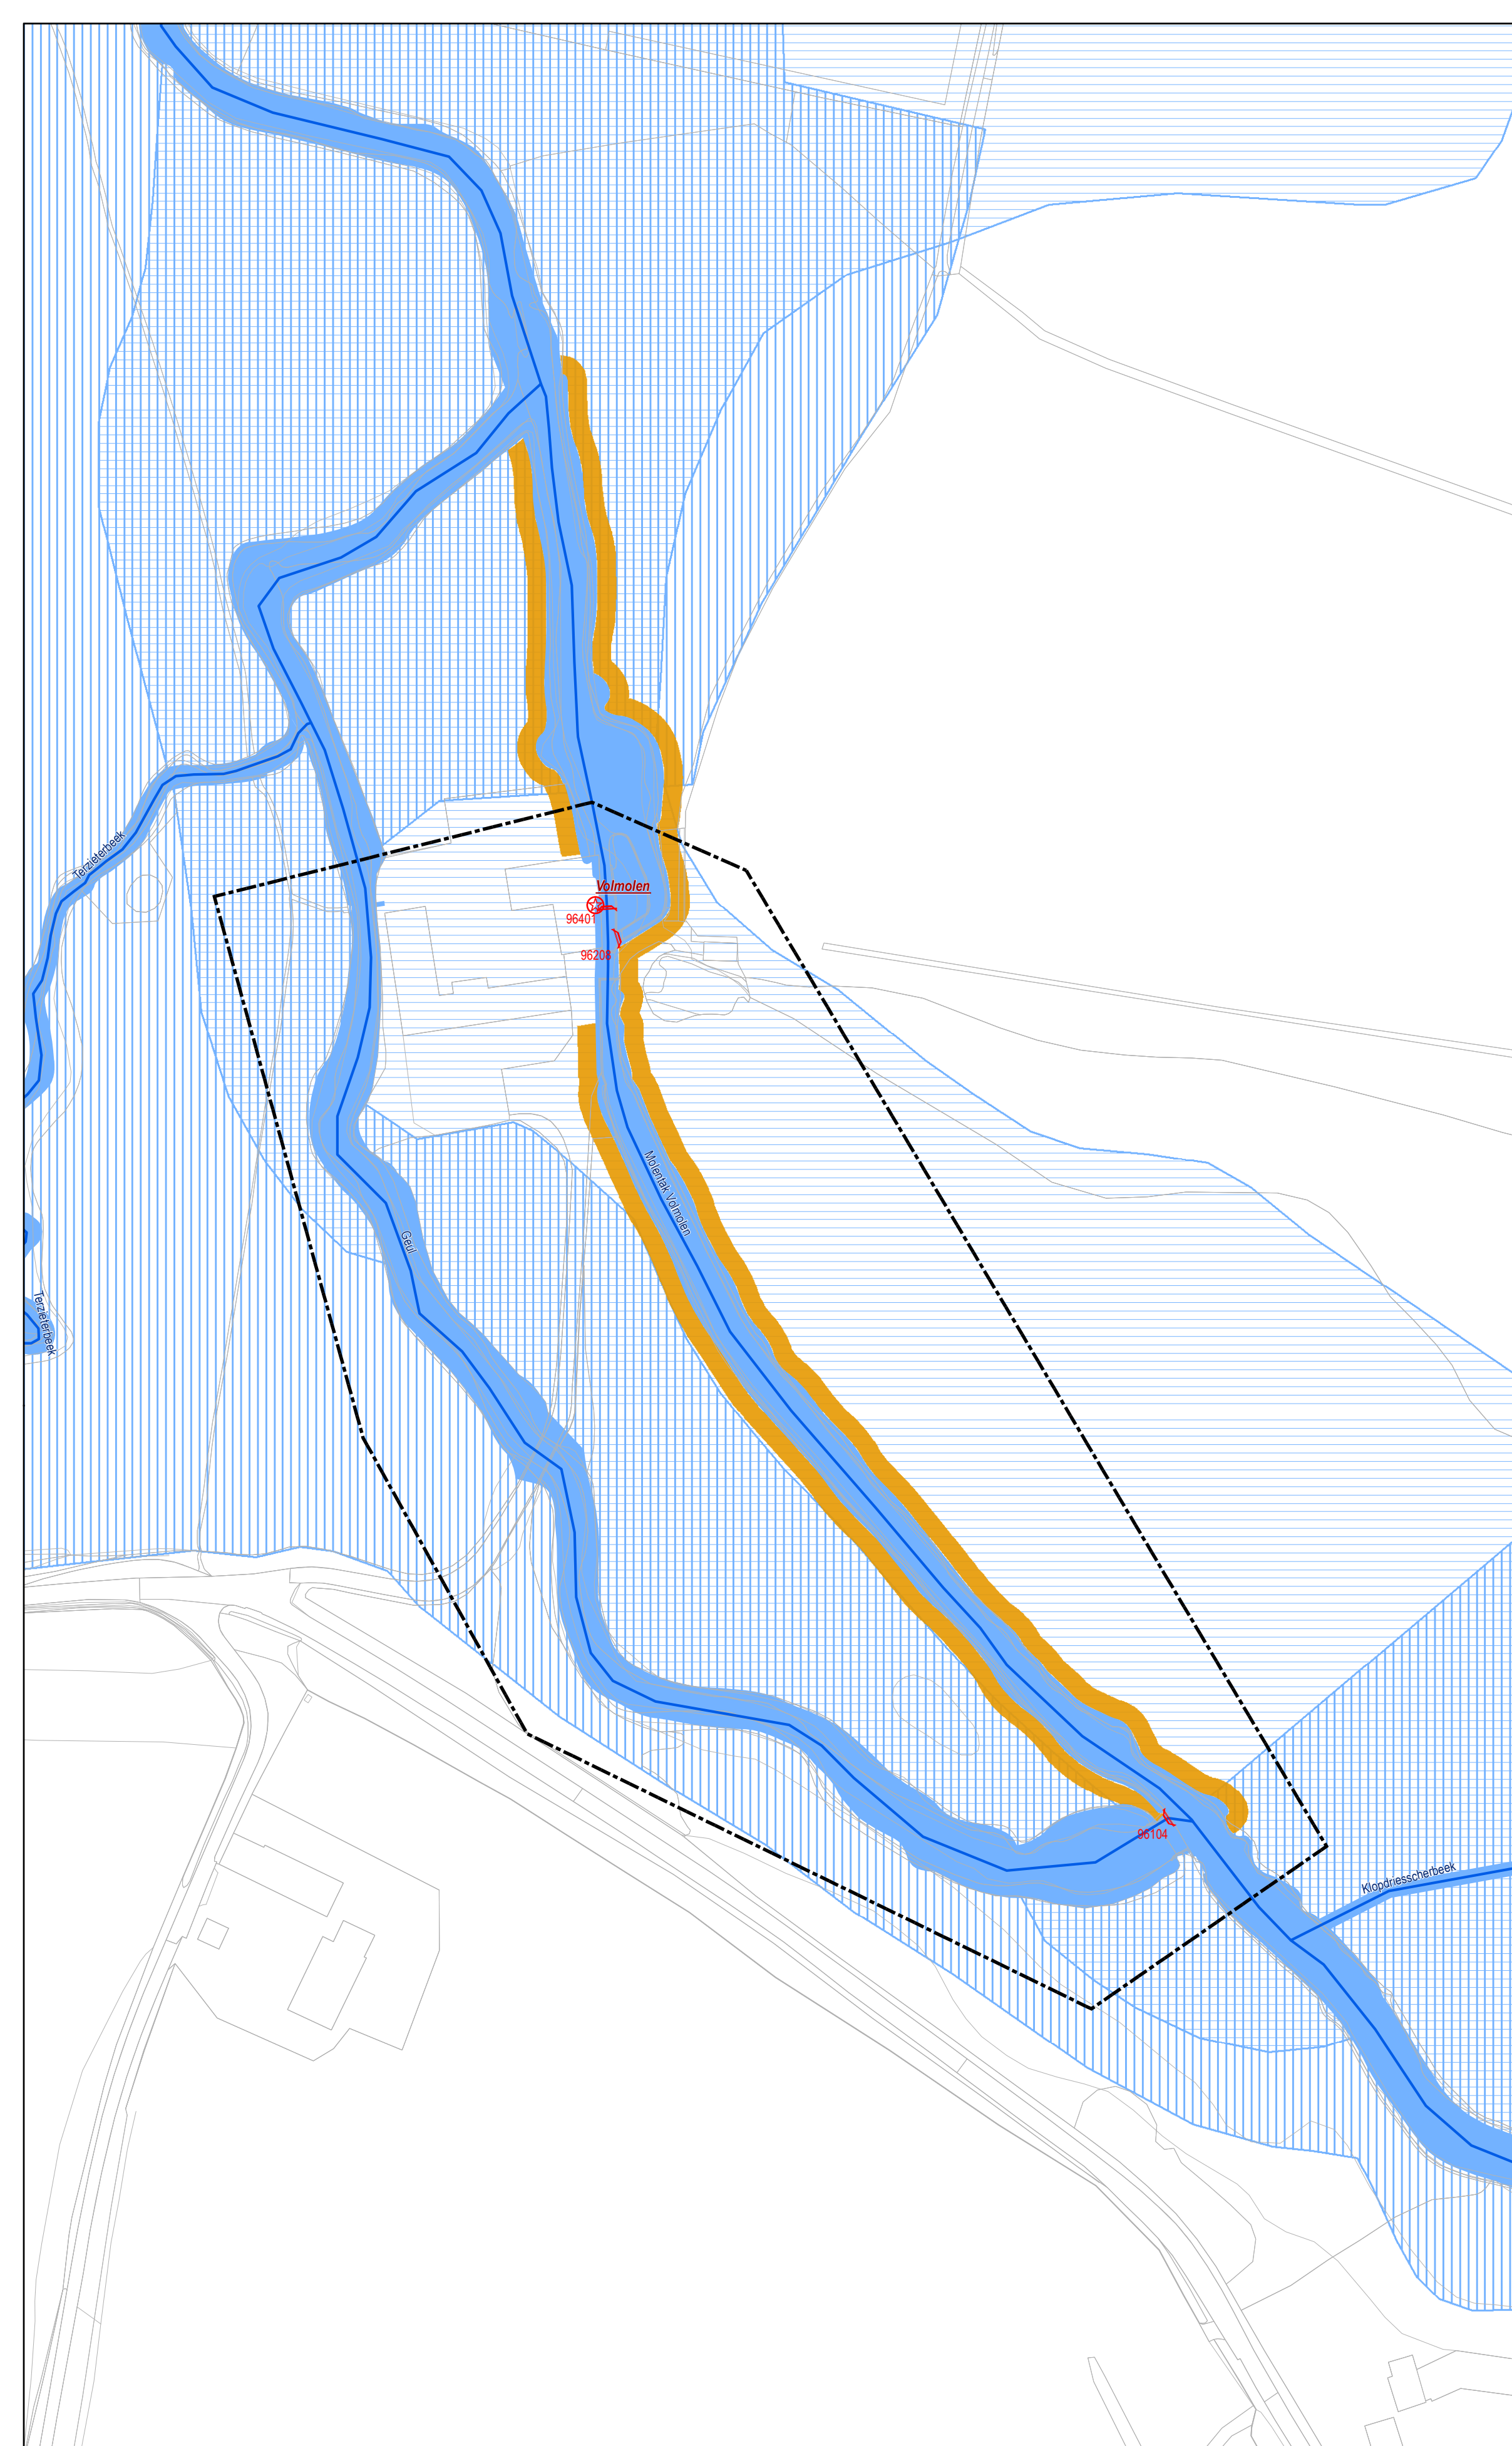 Terzieterbeek
Volmolen
96401
96208
Molentak Volmolen
Geul
Terzieterbeek
96104
Klopdriesscherbeek